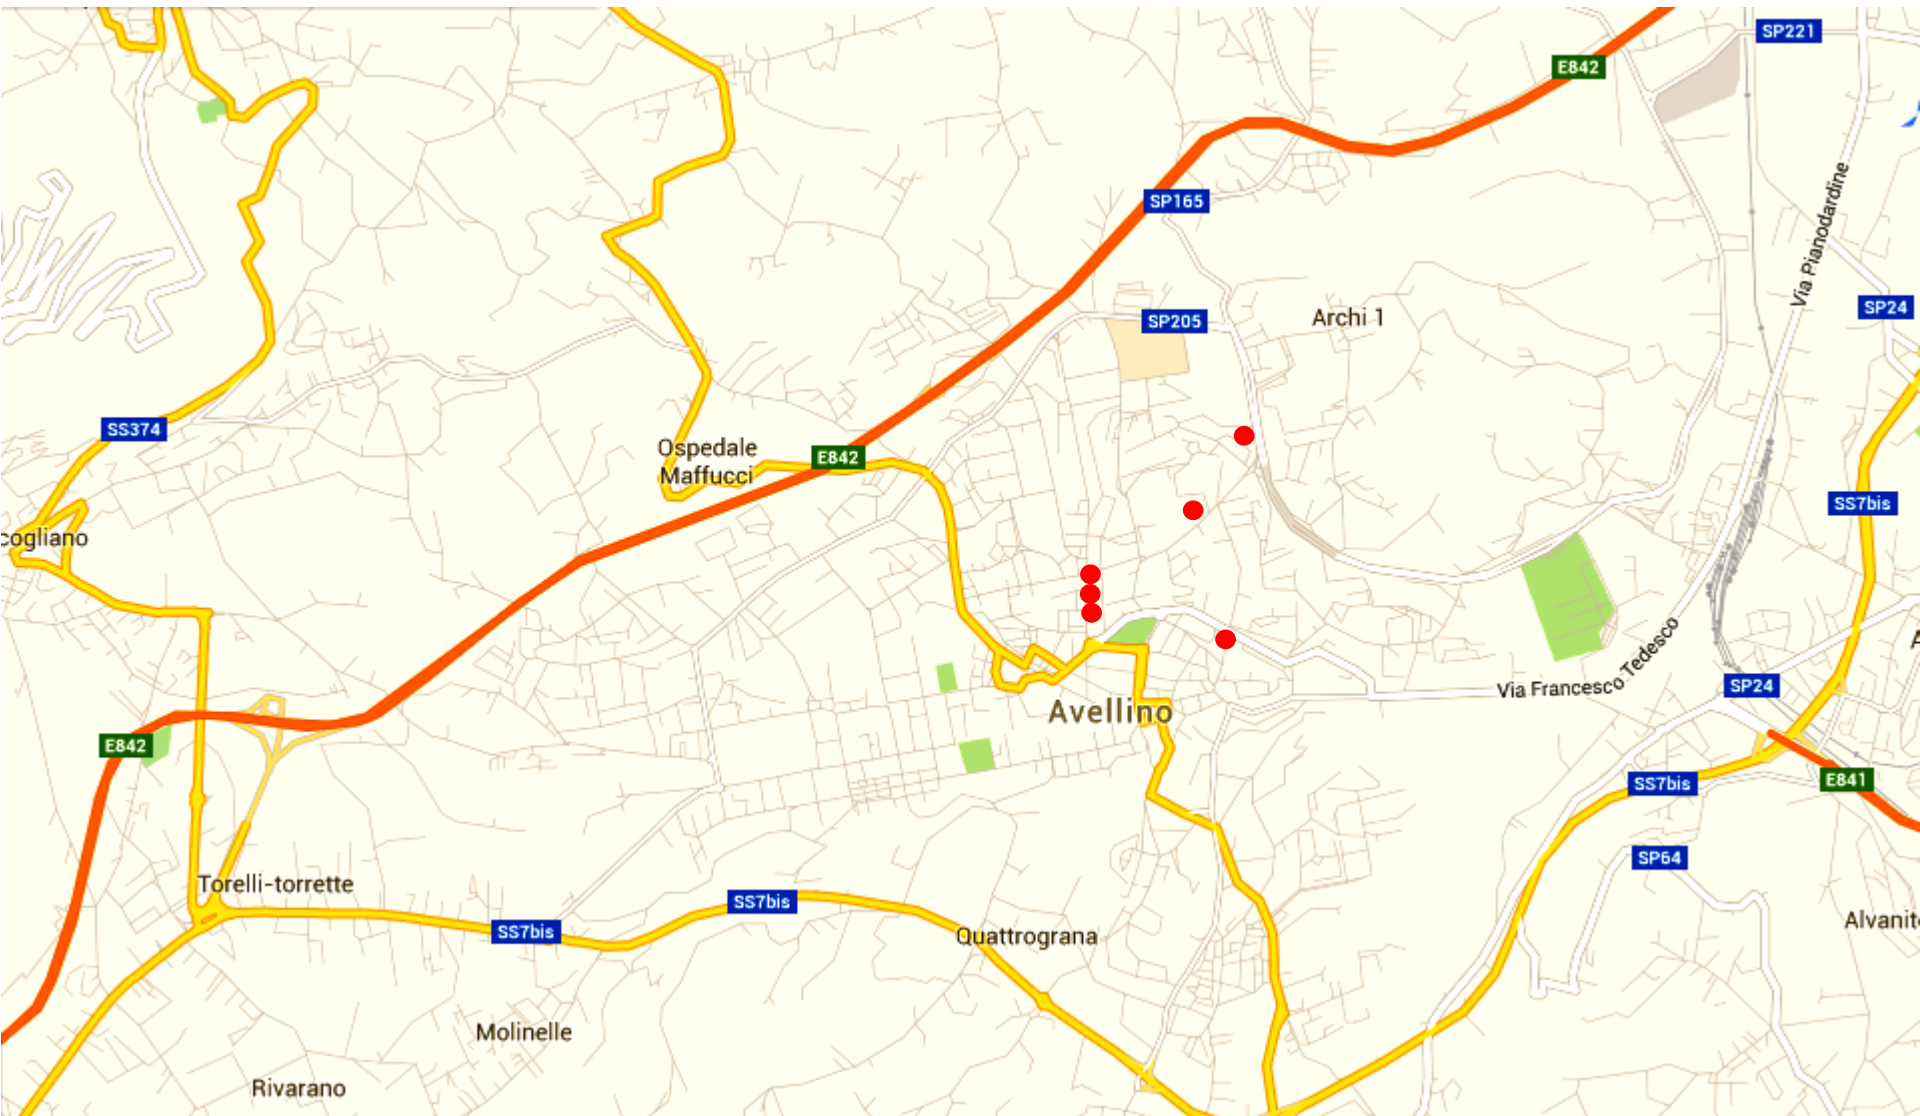 SP221
E842
SP165
Via Pianodardine
SP24
SP205
Archi 1
SS374
Ospedale
Maffucci
E842
SS7bis
cogliano
Via Francesco Tedesco
SP24
Avellino
E842
E841
SS7bis
SP64
Torelli-torrette
SS7bis
SS7bis
Alvanit
Quattrograna
Molinelle
Rivarano